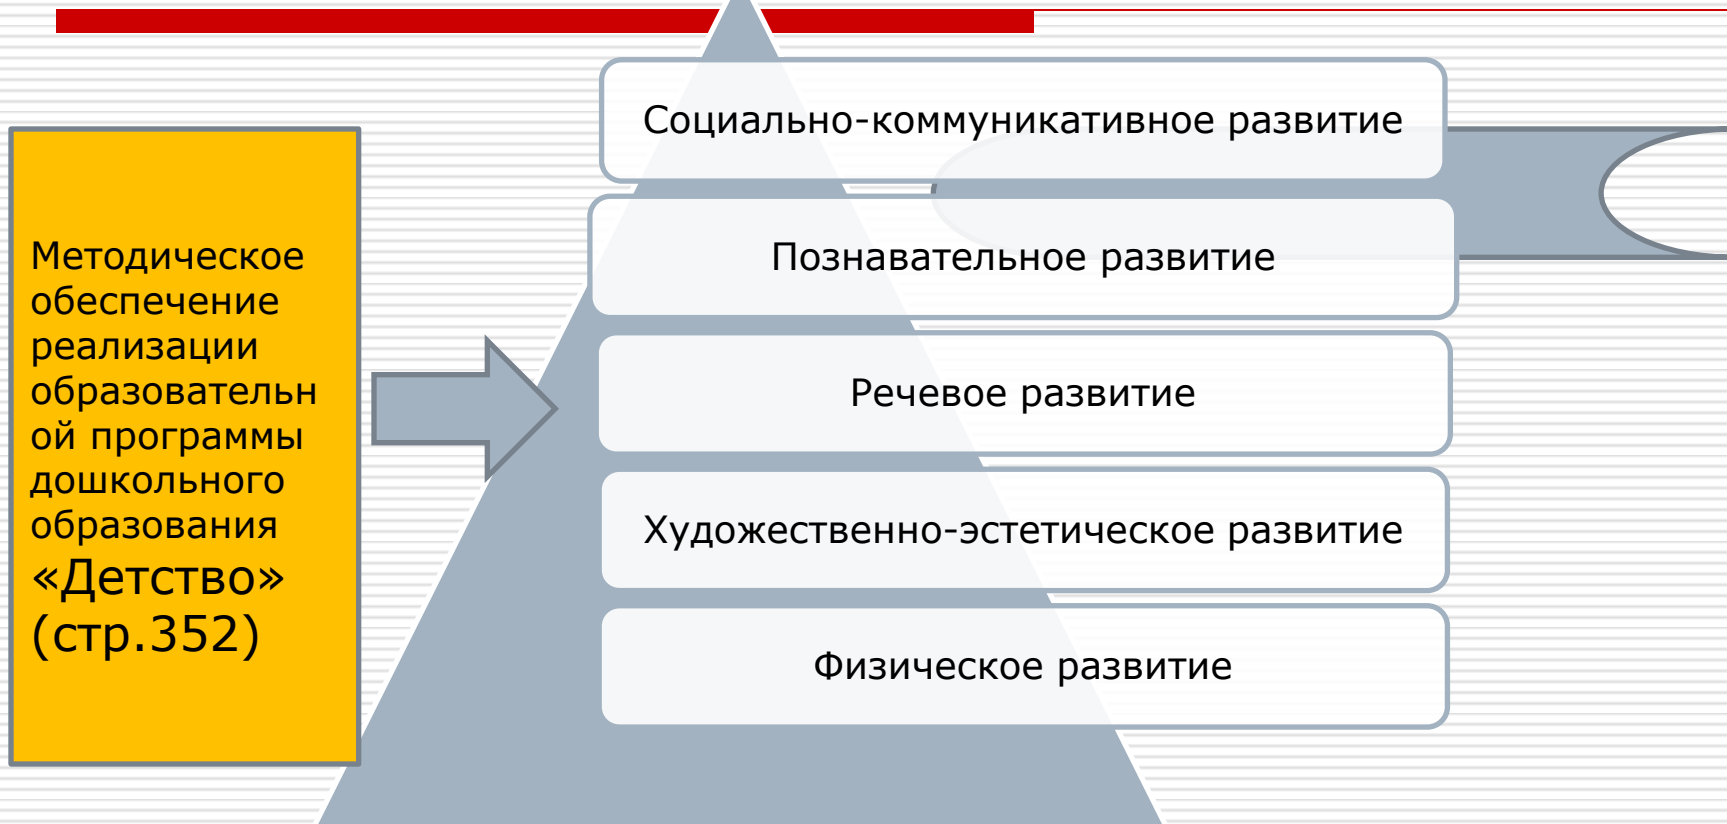 Методическое
обеспечение
реализации
образовательн
ой программы
дошкольного
образования
«Детство»
(стр.352)
Социально-коммуникативное развитие
Познавательное развитие
Речевое развитие
Художественно-эстетическое развитие
Физическое развитие